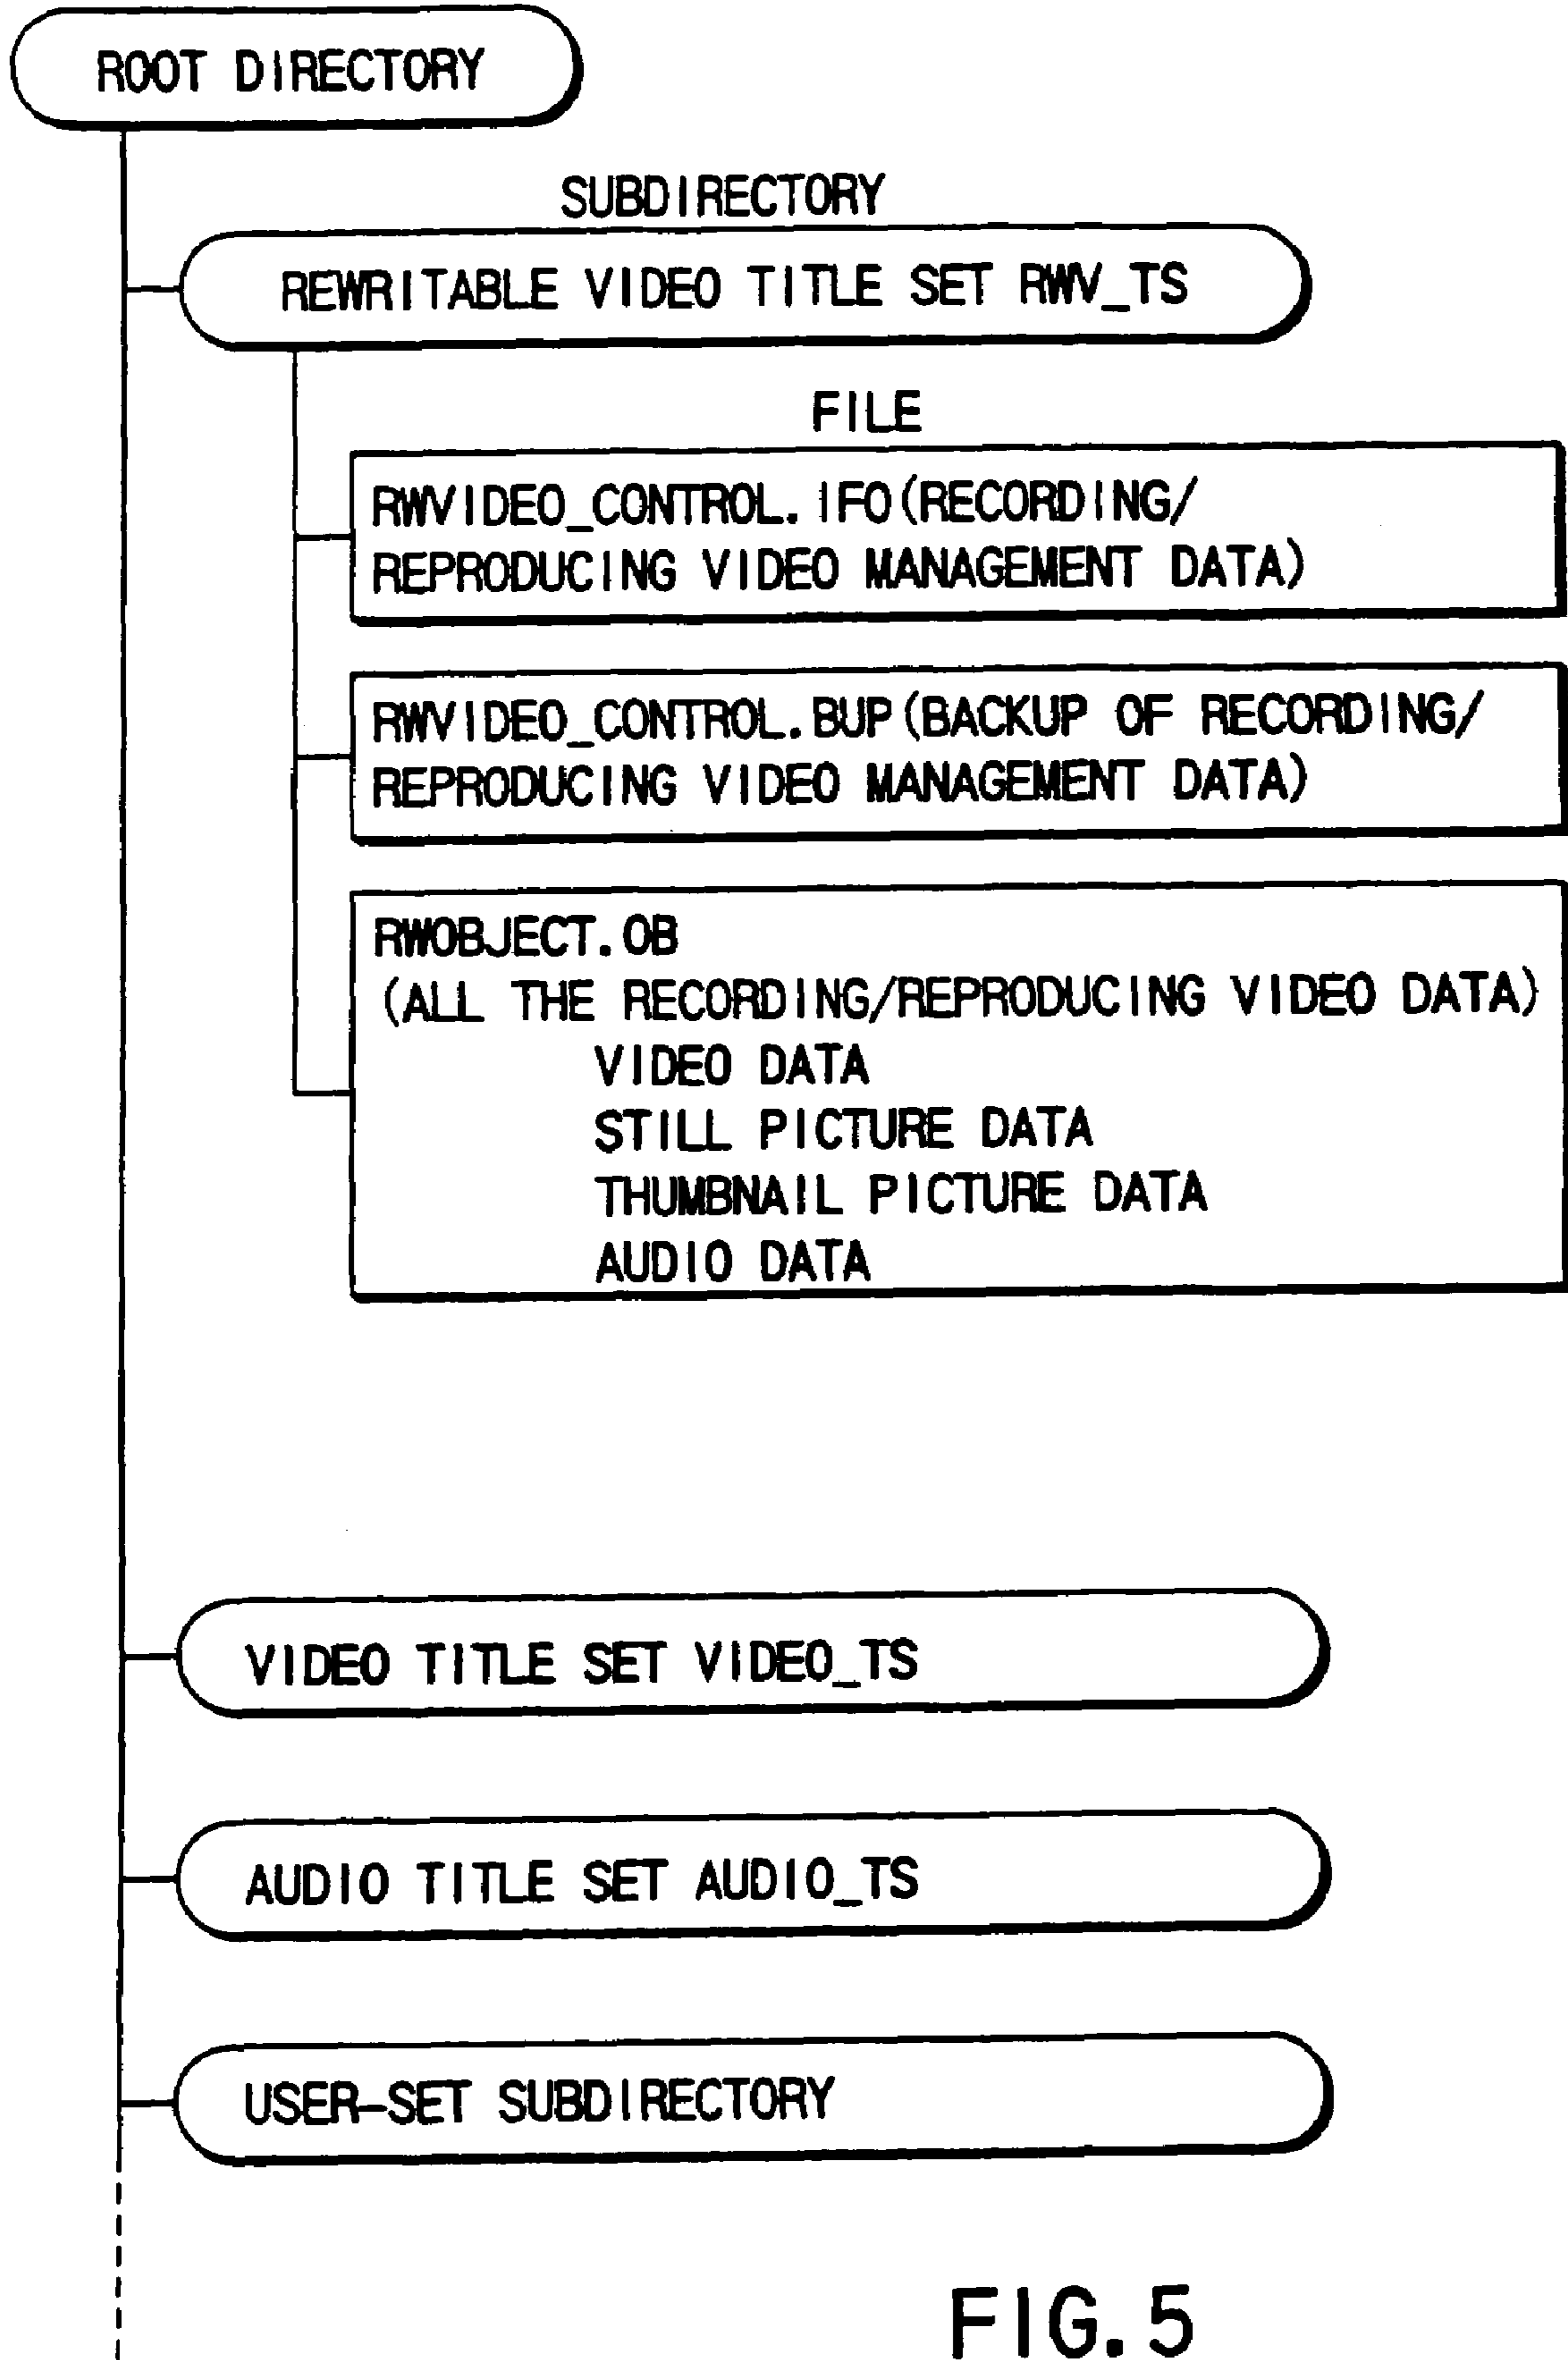 ROOT DIRECTORY
SUBDIRECTORY
REWRITABLE VIDEO TITLE SET RWV_TS
FILE
RWVIDEO_CONTROL.IFO(RECORDING/
REPRODUCING VIDEO MANAGEMENT DATA)
RWVIDEO_CONTROL.BUP(BACKUP OF RECORDING/
REPRODUCING VIDEO MANAGEMENT DATA)
RWOBJECT.OB
(ALL THE RECORDING/REPRODUCING VIDEO DATA)
VIDEO DATA
STILL PICTURE DATA
THUMBNAIL PICTURE DATA
AUDIO DATA
VIDEO TITLE SET VIDEO_TS
AUDIO TITLE SET AUDIO_TS
USER-SET SUBDIRECTORY
FIG.5